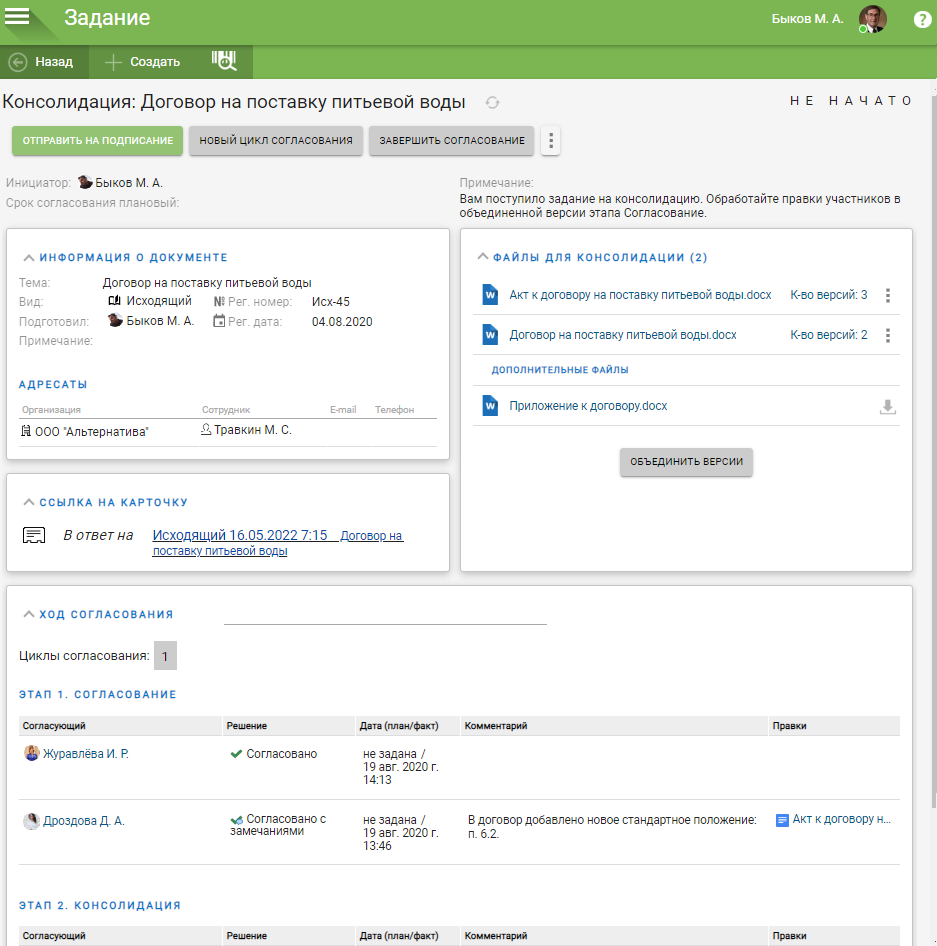 Задание
Быков М. А.
?
Назад
Создать
Консолидация: Договор на поставку питьевой воды
НЕ НАЧАТО
ОТПРАВИТЬ НА ПОДПИСАНИЕ
НОВЫЙ ЦИКЛ СОГЛАСОВАНИЯ
ЗАВЕРШИТЬ СОГЛАСОВАНИЕ
Инициатор: Быков М. А.
Срок согласования плановый:
Примечание:
Вам поступило задание на консолидацию. Обработайте правки участников в
объединенной версии этапа Согласование.
ИНФОРМАЦИЯ О ДОКУМЕНТЕ
Тема: Договор на поставку питьевой воды
Вид: Исходящий № Рег. номер: Исх-45
Подготовил: Быков М. А. Рег. дата: 04.08.2020
Примечание:
АДРЕСАТЫ
Организация Сотрудник E-mail Телефон
ООО "Альтернатива" Травкин М. С.
ФАЙЛЫ ДЛЯ КОНСОЛИДАЦИИ (2)
W Акт к договору на поставку питьевой воды.docx К-во версий: 3
W Договор на поставку питьевой воды.docx К-во версий: 2
ДОПОЛНИТЕЛЬНЫЕ ФАЙЛЫ
W Приложение к договору.docx
ОБЪЕДИНИТЬ ВЕРСИИ
ССЫЛКА НА КАРТОЧКУ
В ответ на Исходящий 16.05.2022 7:15 Договор на
поставку питьевой воды
ХОД СОГЛАСОВАНИЯ
Циклы согласования: 1
ЭТАП 1. СОГЛАСОВАНИЕ
Согласующий Решение Дата (план/факт) Комментарий Правки
Журавлёва И. Р. Согласовано не задана /
19 авг. 2020 г.
14:13
Дроздова Д. А. Согласовано с не задана / В договор добавлено новое стандартное положение: Акт к договору н...
замечаниями 19 авг. 2020 г. п. 6.2.
13:46
ЭТАП 2. КОНСОЛИДАЦИЯ
Согласующий Решение Дата (план/факт) Комментарий Правки